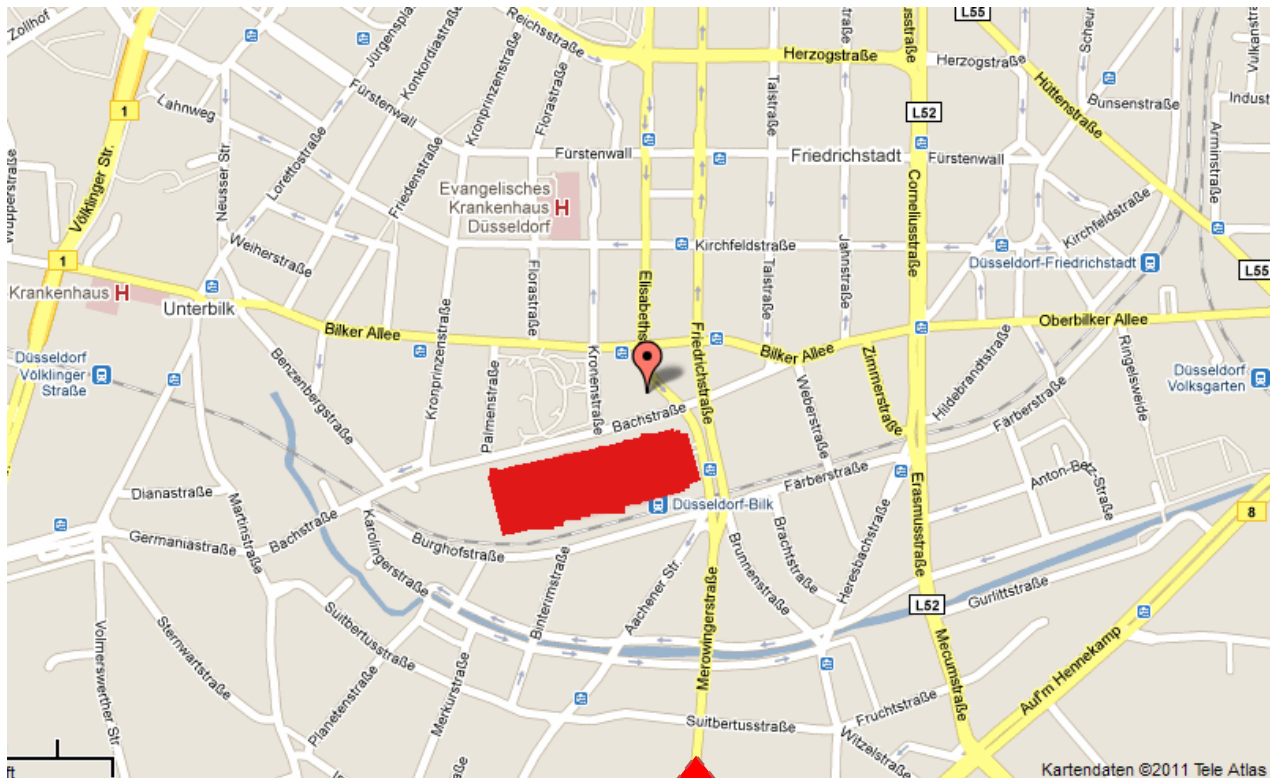 Zollhof
Reichsstraße
L55
Herzogstraße
Herzogstraße
Jahnstraße
Talstraße
Corneliusstraße
Hüttenstraße
Bunsenstraße
Arminstraße
1
Lahnweg
Fürstenwall
Konkordiastraße
Kronprinzenstraße
Florastraße
L52
Völklinger Str.
Neusser Str.
Lorettostraße
Friedenstraße
Fürstenwall
Friedrichstadt
Fürstenwall
Evangelisches
Krankenhaus
Düsseldorf
H
Weiherstraße
Kirchfeldstraße
Kirchfeldstraße
1
Düsseldorf-Friedrichstadt
L55
Krankenhaus H
Unterbilk
Florastraße
Talstraße
Bilker Allee
Bilker Allee
Oberbilker Allee
Düsseldorf
Völklinger
Straße
Benzenbergstraße
Kronprinzenstraße
Palmenstraße
Kronenstraße
Friedrichstraße
Weberstraße
Zimmerstraße
Hildebrandtstraße
Ringelsweide
Düsseldorf
Volksgarten
Bachstraße
Färberstraße
Färberstraße
Düsseldorf-Bilk
Dianastraße
Martinstraße
Germaniastraße
Bachstraße
Karolingerstraße
Burghofstraße
Brachtstraße
Brunnenstraße
Heresbachstraße
Erasmusstraße
8
Binterimstraße
Aachener Str.
Merowingerstraße
L52
Gurlittstraße
Volmerswerther Str.
Sternwartstraße
Suitbertusstraße
Planetenstraße
Merkurstraße
Suitbertusstraße
Fruchtstraße
Witzelstraße
Mecumstraße
Auf'm Hennekamp
ft
Kartendaten ©2011 Tele Atlas